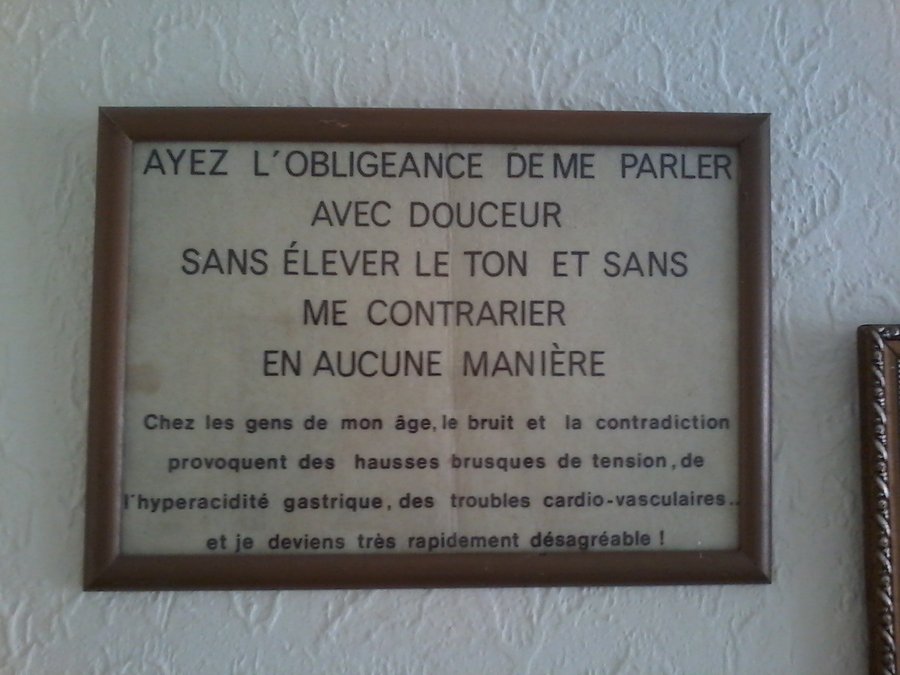 AYEZ L'OBLIGEANCE DE ME PARLER
AVEC DOUCEUR
SANS ÉLEVER LE TON ET SANS
ME CONTRARIER
EN AUCUNE MANIÈRE
Chez les gens de mon âge, le bruit et la contradiction
provoquent des hausses brusques de tension, de
l'hyperacidité gastrique, des troubles cardio-vasculaires..
et je deviens très rapidement désagréable !